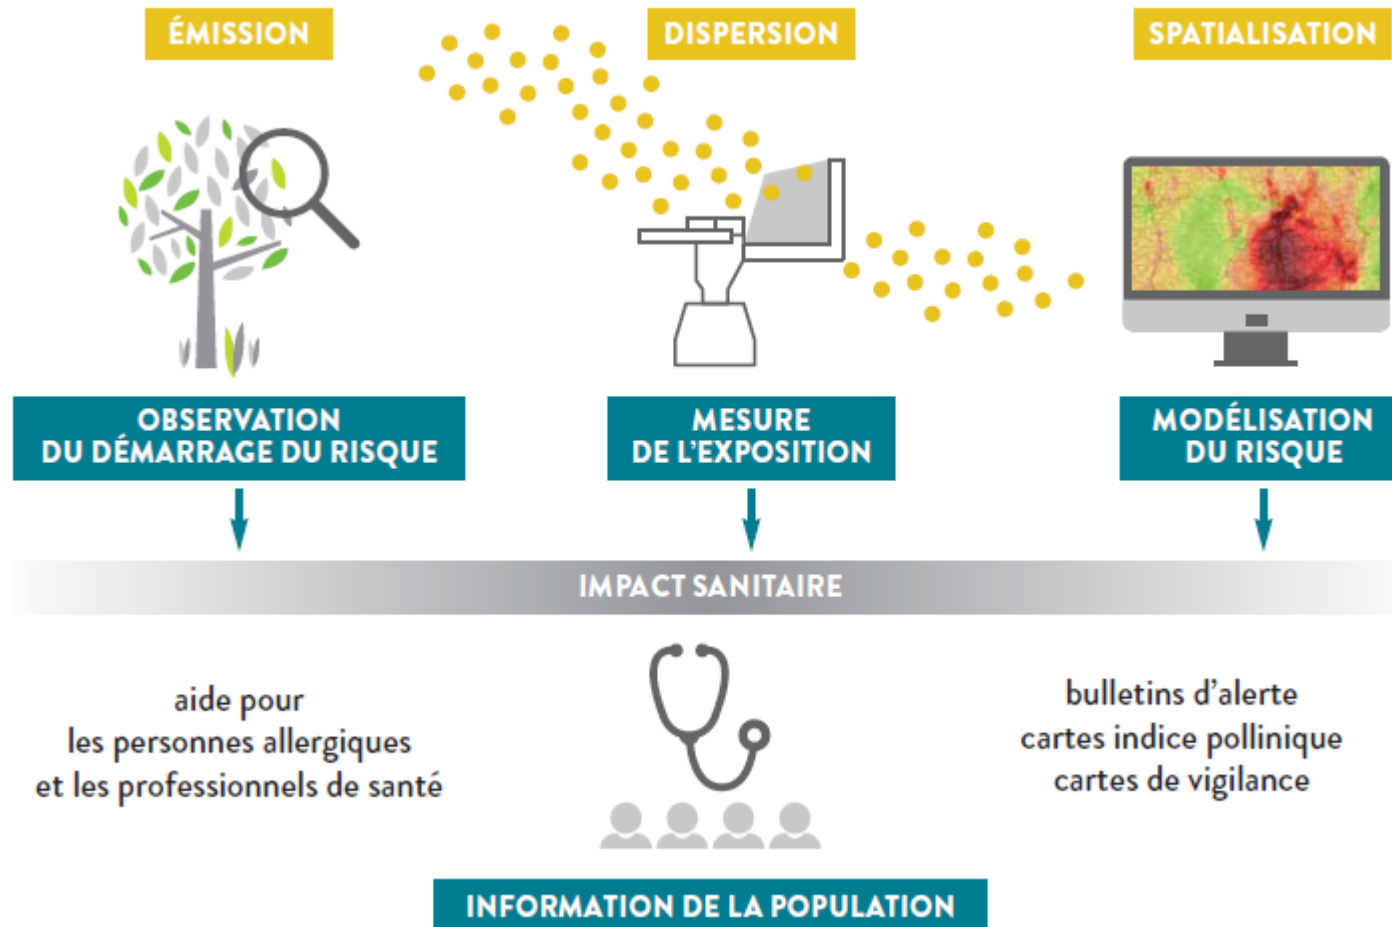 ÉMISSION
DISPERSION
SPATIALISATION
OBSERVATION
DU DÉMARRAGE DU RISQUE
MESURE
DE L'EXPOSITION
MODÉLISATION
DU RISQUE
IMPACT SANITAIRE
aide pour
les personnes allergiques
et les professionnels de santé
bulletins d'alerte
cartes indice pollinique
cartes de vigilance
INFORMATION DE LA POPULATION